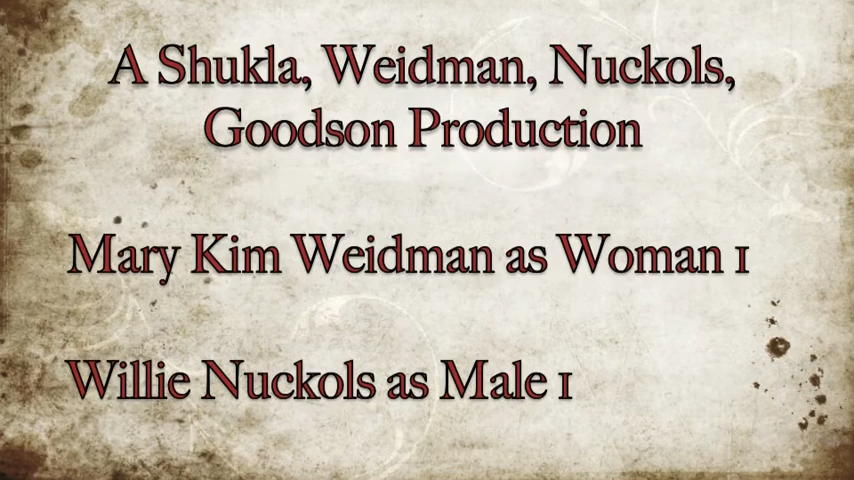 A Shukla, Weidman, Nuckols,
Goodson Production
Mary Kim Weidman as Woman 1
Willie Nuckols as Male 1